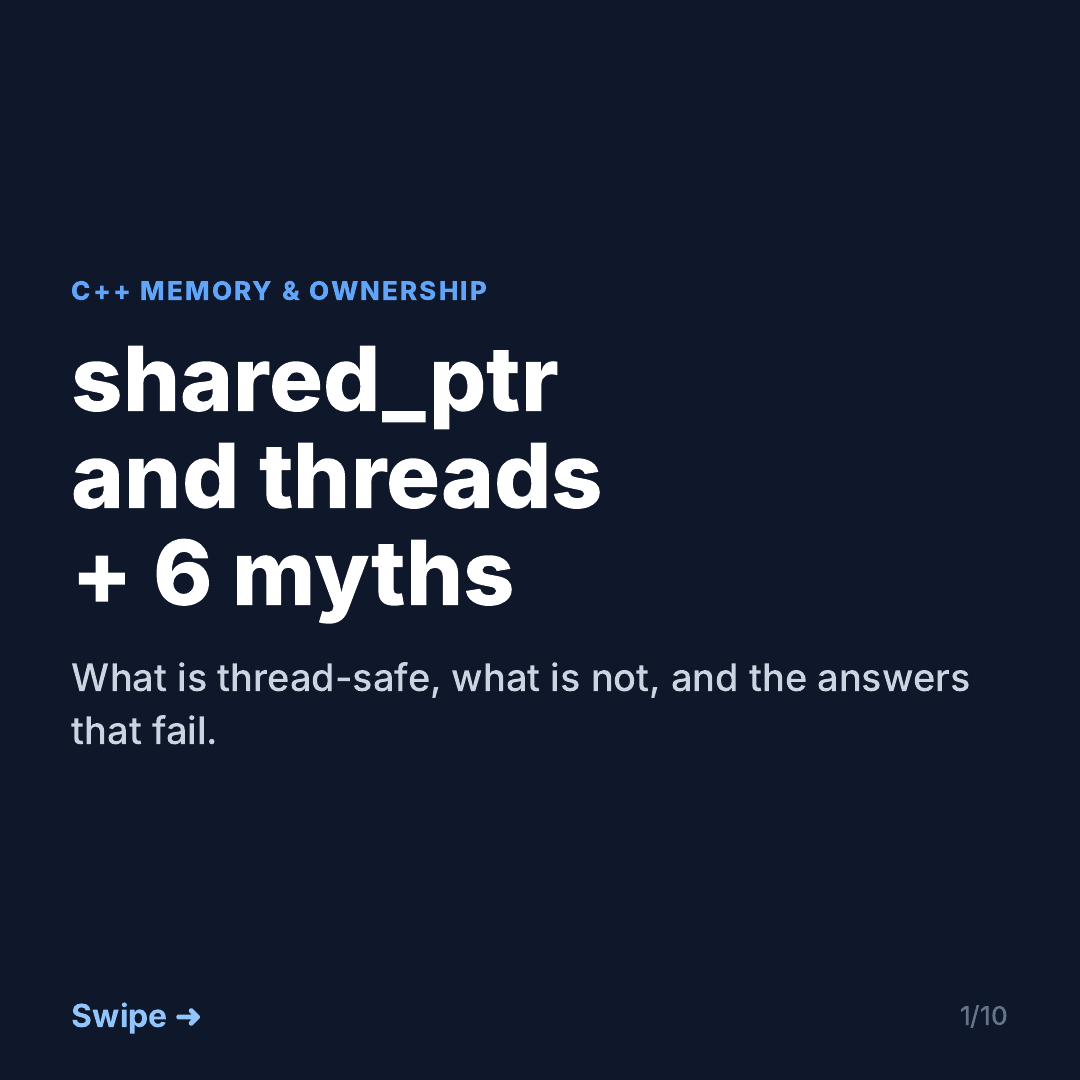 C++ MEMORY & OWNERSHIP
shared_ptr
and threads
+ 6 myths
What is thread-safe, what is not, and the answers
that fail.
Swipe ➜
1/10